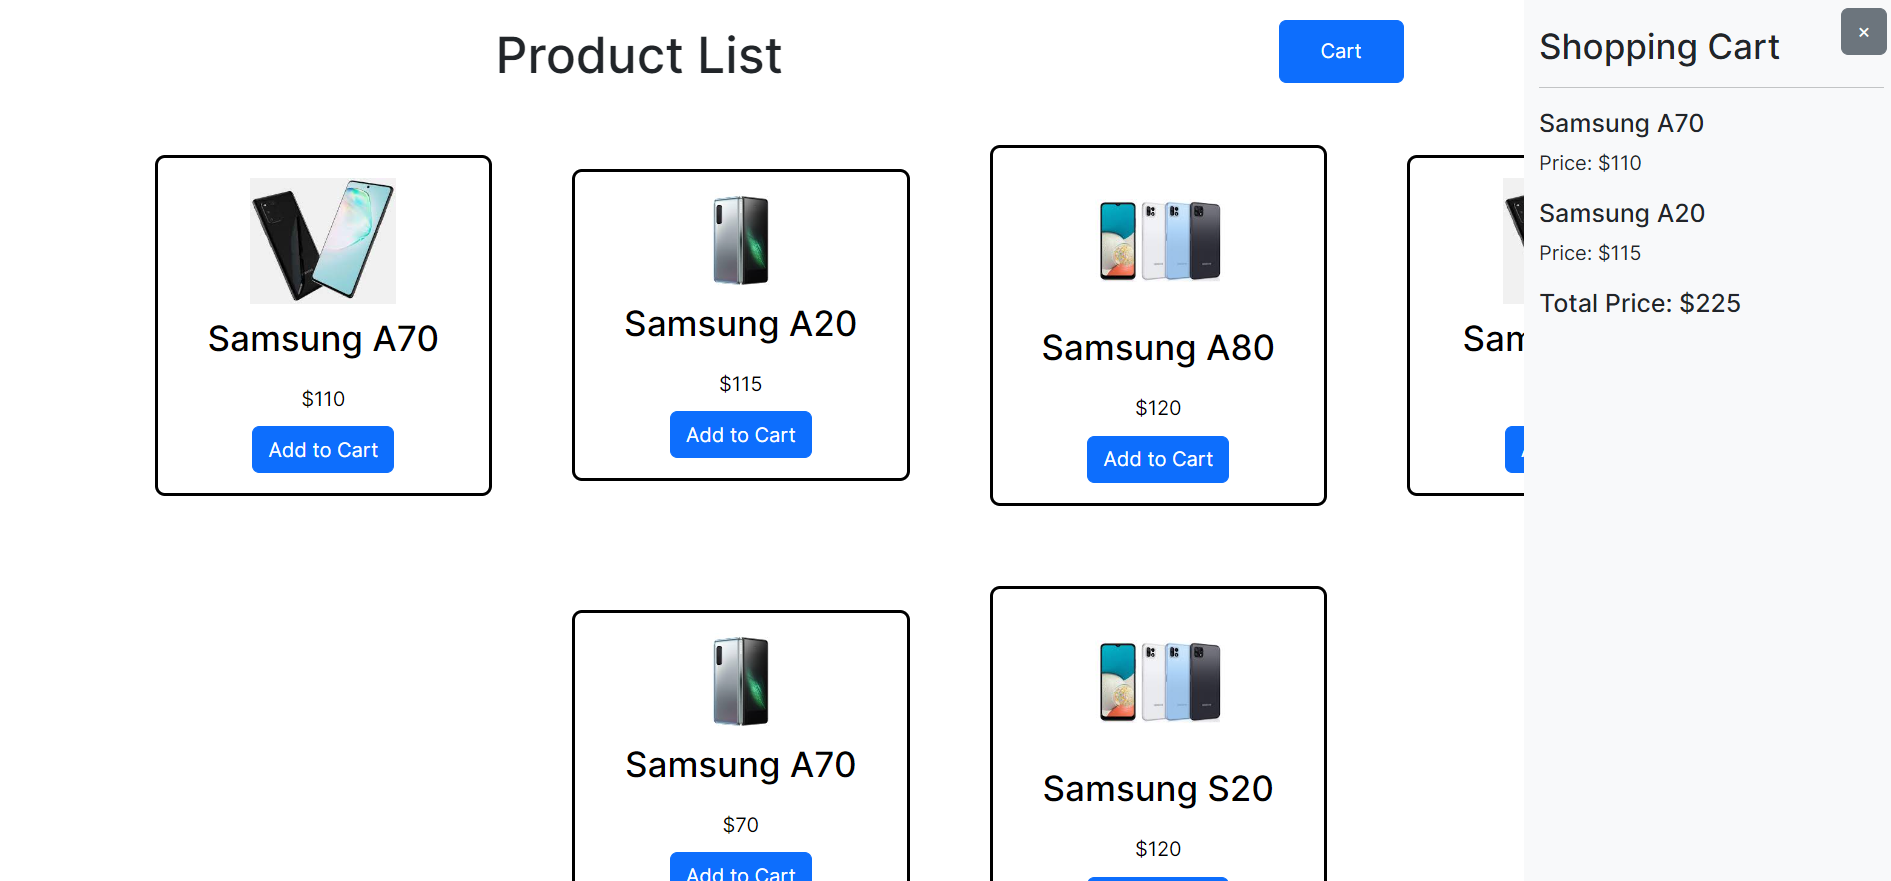 Product List
Cart
Samsung A70
$110
Add to Cart
Samsung A20
$115
Add to Cart
Samsung A80
$120
Add to Cart
Samsung A70
$70
Add to Cart
Samsung S20
$120
Shopping Cart
×
Samsung A70
Price: $110
Samsung A20
Price: $115
Total Price: $225